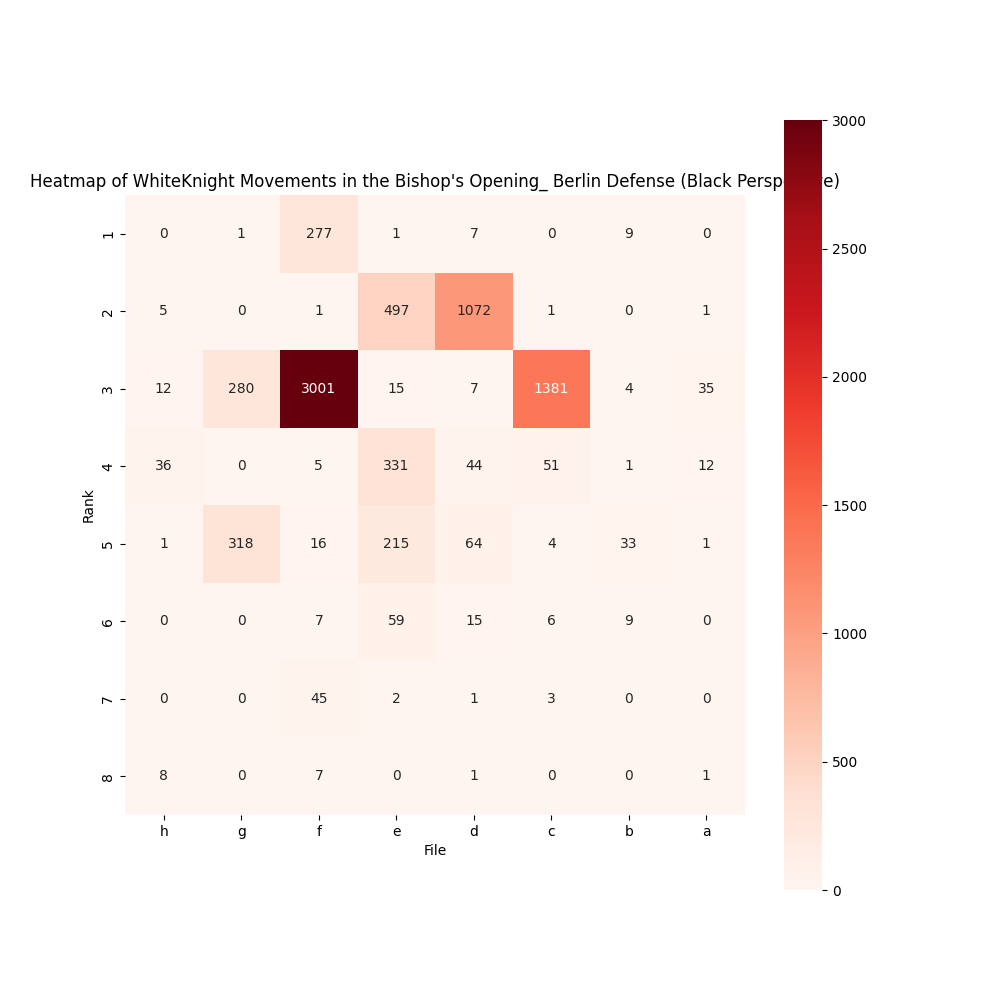 Heatmap of WhiteKnight Movements in the Bishop's Opening_ Berlin Defense (Black
1 0 1 277 1 7 0 9 0
2 5 0 1 497 1072 1 0 1
3 12 280 3001 15 7 1381 4 35
4 36 0 5 331 44 51 1 12
Rank
5 1 318 16 215 64 4 33 1
6 0 0 7 59 15 6 9 0
7 0 0 45 2 1 3 0 0
8 8 0 7 0 1 0 0 1
h g f e d c b a
File
3000
2500
2000
1500
1000
500
0